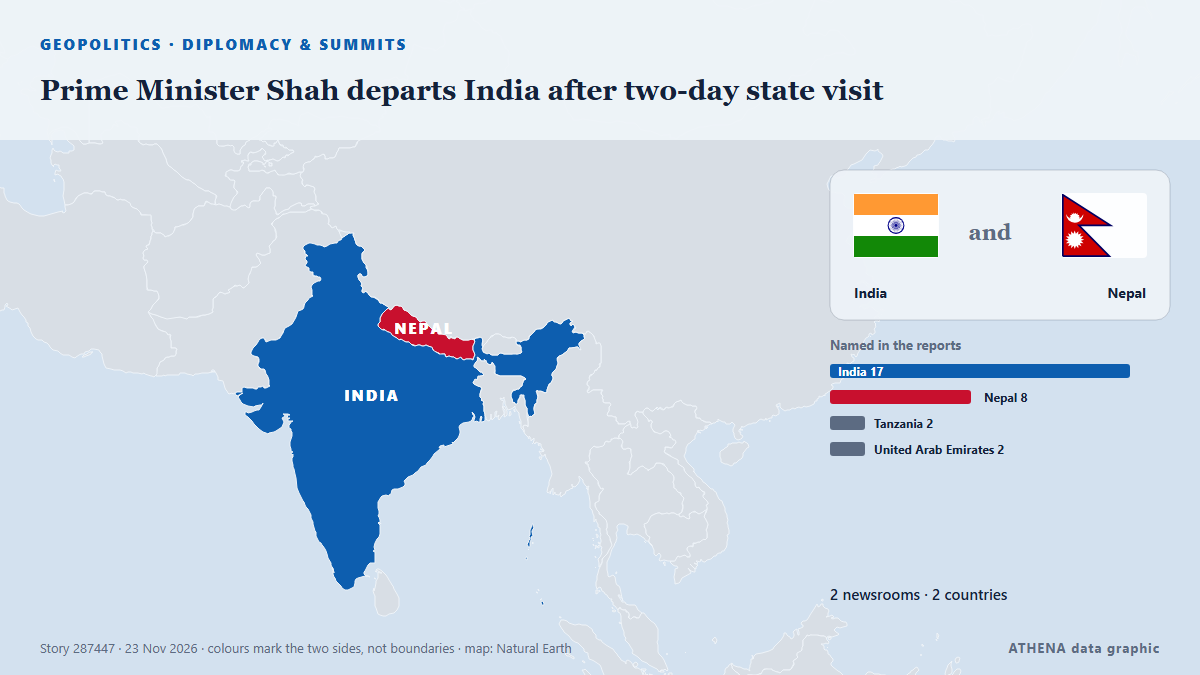 GEOPOLITICS · DIPLOMACY & SUMMITS
Prime Minister Shah departs India after two-day state visit
and
India
Nepal
NEPAL
INDIA
Named in the reports
India 17
Nepal 8
Tanzania 2
United Arab Emirates 2
2 newsrooms · 2 countries
Story 287447 · 23 Nov 2026 · colours mark the two sides, not boundaries · map: Natural Earth
ATHENA data graphic